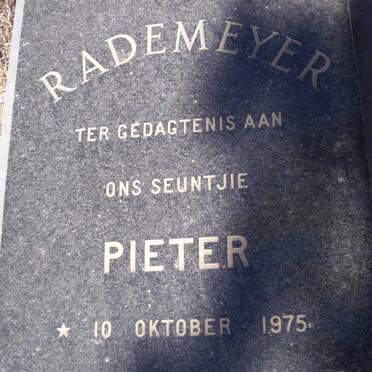 RADEMEYER
TER GEDAGTENIS AAN
ONS SEUNTJIE
PIETER
★ 10 OKTOBER 1975